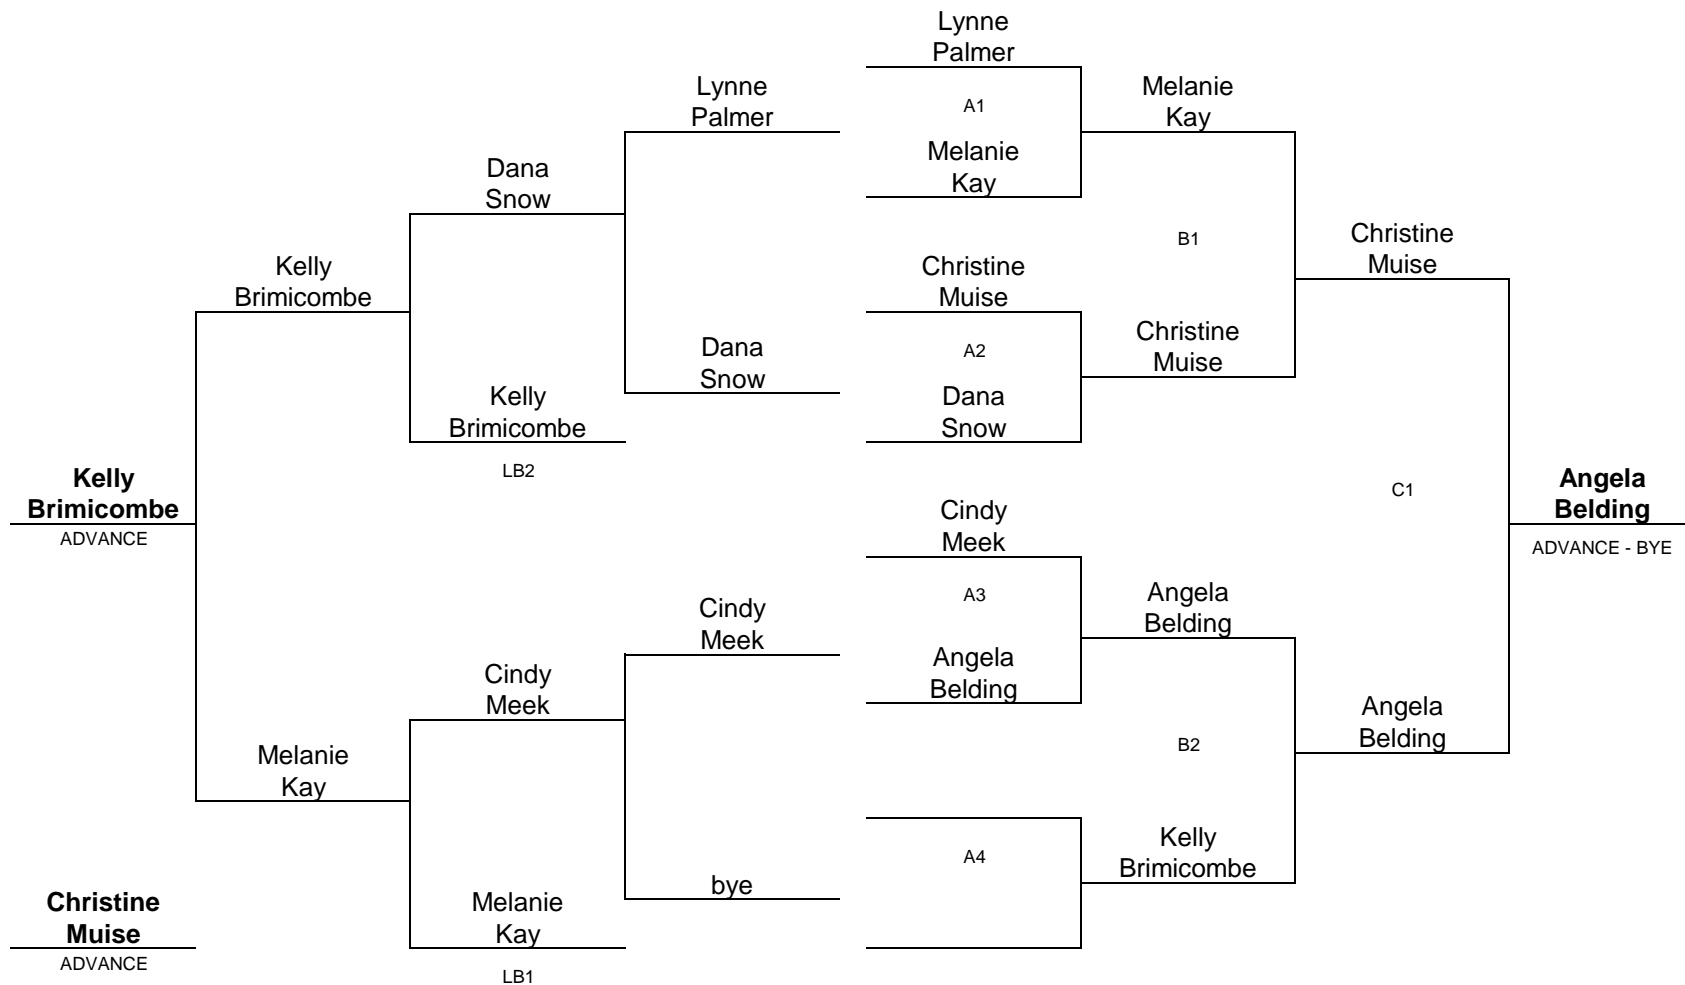 Lynne
Palmer
Lynne
Palmer
A1
Melanie
Kay
Melanie
Kay
Dana
Snow
B1
Christine
Muise
Kelly
Brimicombe
Christine
Muise
Dana
Snow
A2
Christine
Muise
Kelly
Brimicombe
LB2
Dana
Snow
Kelly
Brimicombe
ADVANCE
C1
Angela
Belding
ADVANCE - BYE
Cindy
Meek
A3
Angela
Belding
Cindy
Meek
Cindy
Meek
Angela
Belding
Melanie
Kay
B2
Angela
Belding
A4
Kelly
Brimicombe
bye
Christine
Muise
ADVANCE
Melanie
Kay
LB1